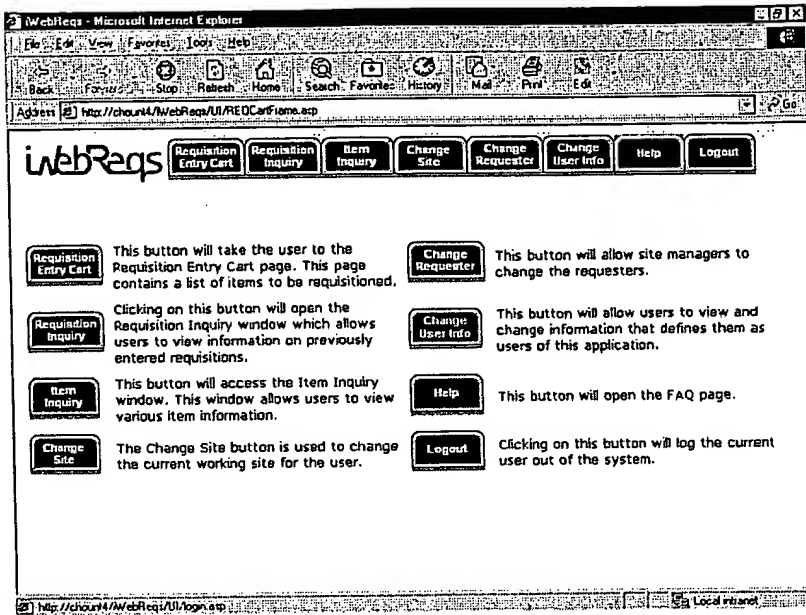 iWebReqs - Microsoft Internet Explorer
File Edit View Favorites Tools Help
Back Forward Stop Refresh Home Search Favorites History Mail Print Edit
Address http://chount4/iWebReqs/UI/REQCartFrame.asp Go
iWebReqs
Requisition Entry Cart
Requisition Inquiry
Item Inquiry
Change Site
Change Requester
Change User Info
Help
Logout
Requisition
Entry Cart
This button will take the user to the
Requisition Entry Cart page. This page
contains a list of items to be requisitioned.
Requisition
Inquiry
Clicking on this button will open the
Requisition Inquiry window which allows
users to view information on previously
entered requisitions.
Item
Inquiry
This button will access the Item Inquiry
window. This window allows users to view
various item information.
Change
Site
The Change Site button is used to change
the current working site for the user.
Change
Requester
This button will allow site managers to
change the requesters.
Change
User Info
This button will allow users to view and
change information that defines them as
users of this application.
Help
This button will open the FAQ page.
Logout
Clicking on this button will log the current
user out of the system.
http://chount4/iWebReqs/UI/login.asp
Local intranet